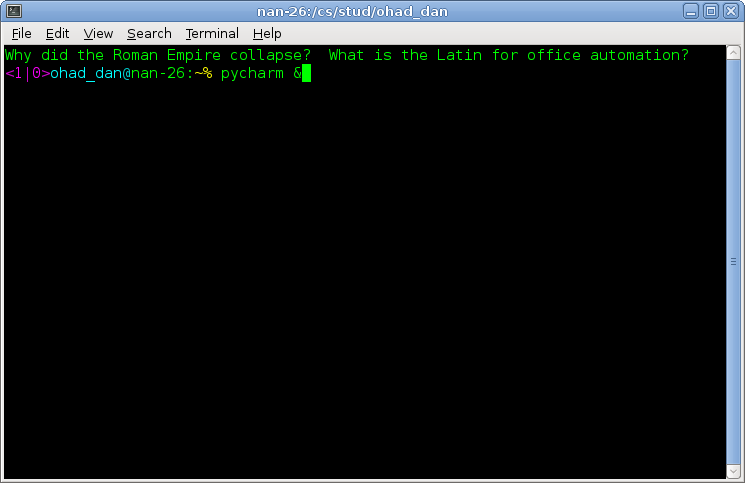 nan-26:/cs/stud/ohad_dan
File Edit View Search Terminal Help
Why did the Roman Empire collapse?  What is the Latin for office automation?
<1|0>ohad_dan@nan-26:~% pycharm &